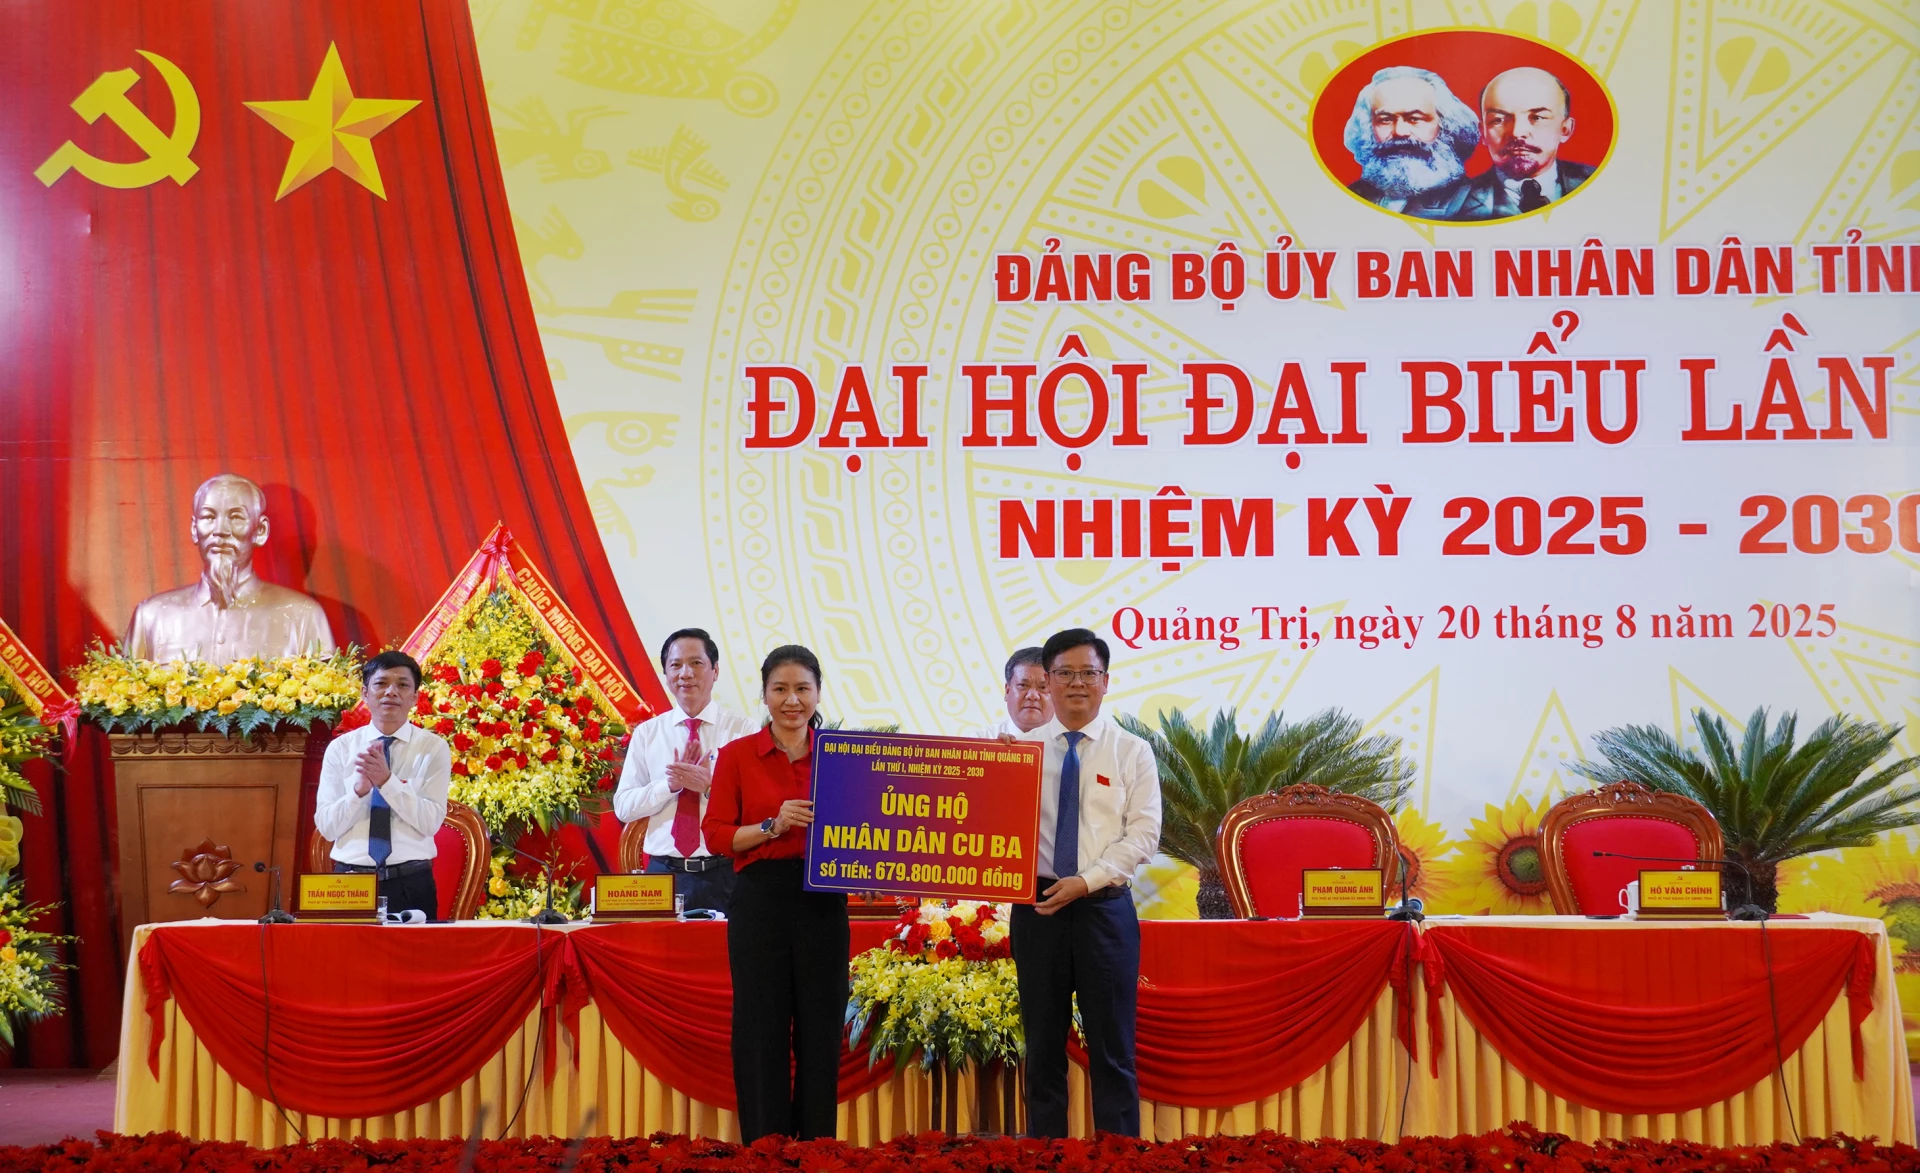 ĐẢNG BỘ ỦY BAN NHÂN DÂN TỈNH
ĐẠI HỘI ĐẠI BIỂU LẦN
NHIỆM KỲ 2025 - 2030
Quảng Trị, ngày 20 tháng 8 năm 2025
CHÚC MỪNG ĐẠI HỘI
ĐẠI HỘI
ĐẠI HỘI ĐẠI BIỂU ĐẢNG BỘ ỦY BAN NHÂN DÂN TỈNH QUẢNG TRỊ
LẦN THỨ I, NHIỆM KỲ 2025 - 2030
ỦNG HỘ
NHÂN DÂN CU BA
SỐ TIỀN: 679.800.000 đồng
TRẦN NGỌC THẮNG
HOÀNG NAM
PHẠM QUANG ÁNH
HỒ VĂN CHÍNH